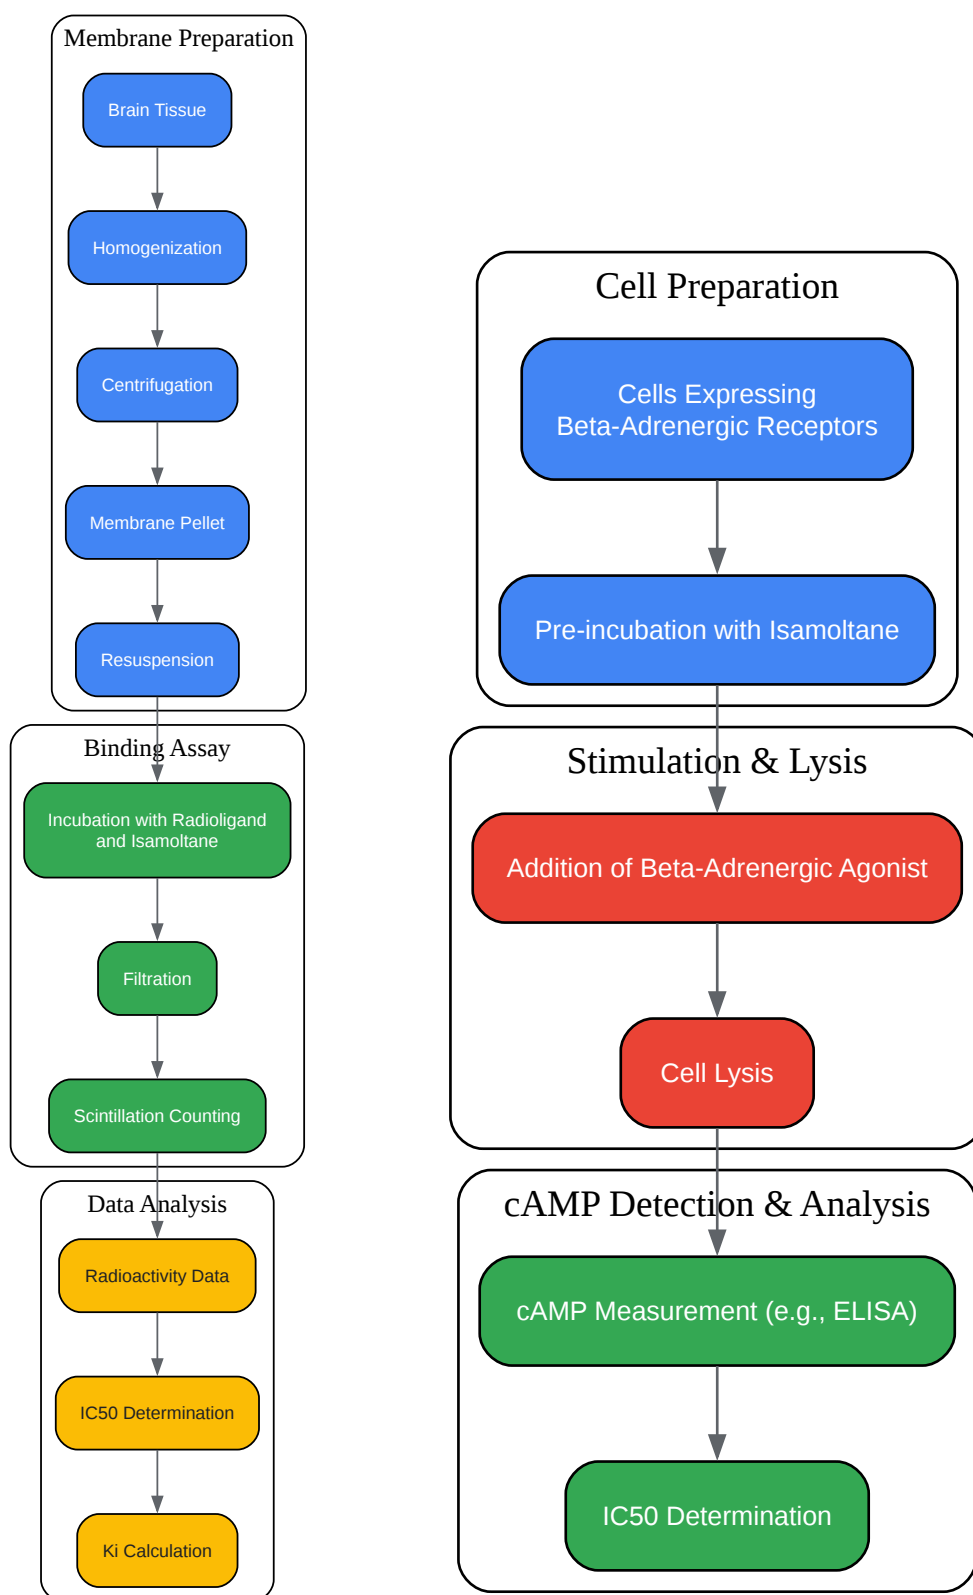 Membrane Preparation
Brain Tissue
Homogenization
Centrifugation
Membrane Pellet
Resuspension
Binding Assay
Incubation with Radioligand
and Isamoltane
Filtration
Scintillation Counting
Data Analysis
Radioactivity Data
IC50 Determination
Ki Calculation
Cell Preparation
Cells Expressing
Beta-Adrenergic Receptors
Pre-incubation with Isamoltane
Stimulation & Lysis
Addition of Beta-Adrenergic Agonist
Cell Lysis
cAMP Detection & Analysis
cAMP Measurement (e.g., ELISA)
IC50 Determination